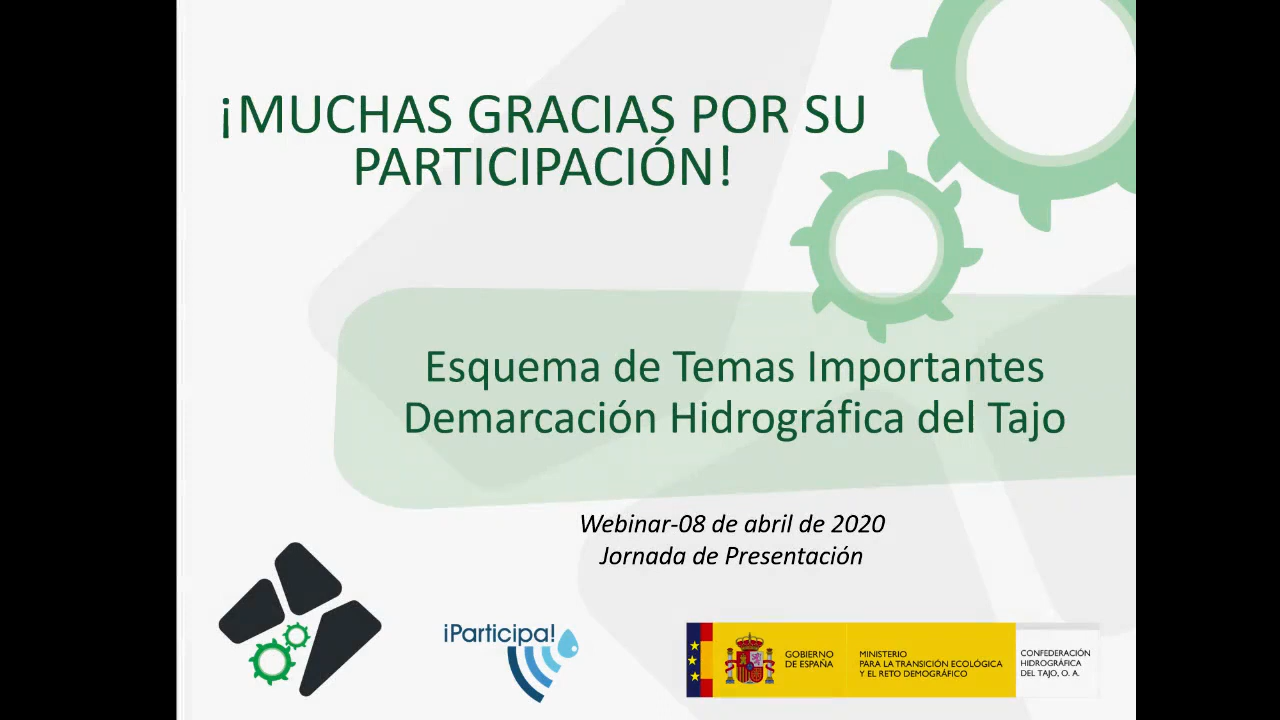 ¡MUCHAS GRACIAS POR SU
PARTICIPACIÓN!
Esquema de Temas Importantes
Demarcación Hidrográfica del Tajo
Webinar-08 de abril de 2020
Jornada de Presentación
¡Participa!
GOBIERNO
DE ESPAÑA
MINISTERIO
PARA LA TRANSICIÓN ECOLÓGICA
Y EL RETO DEMOGRÁFICO
CONFEDERACIÓN
HIDROGRÁFICA
DEL TAJO, O. A.